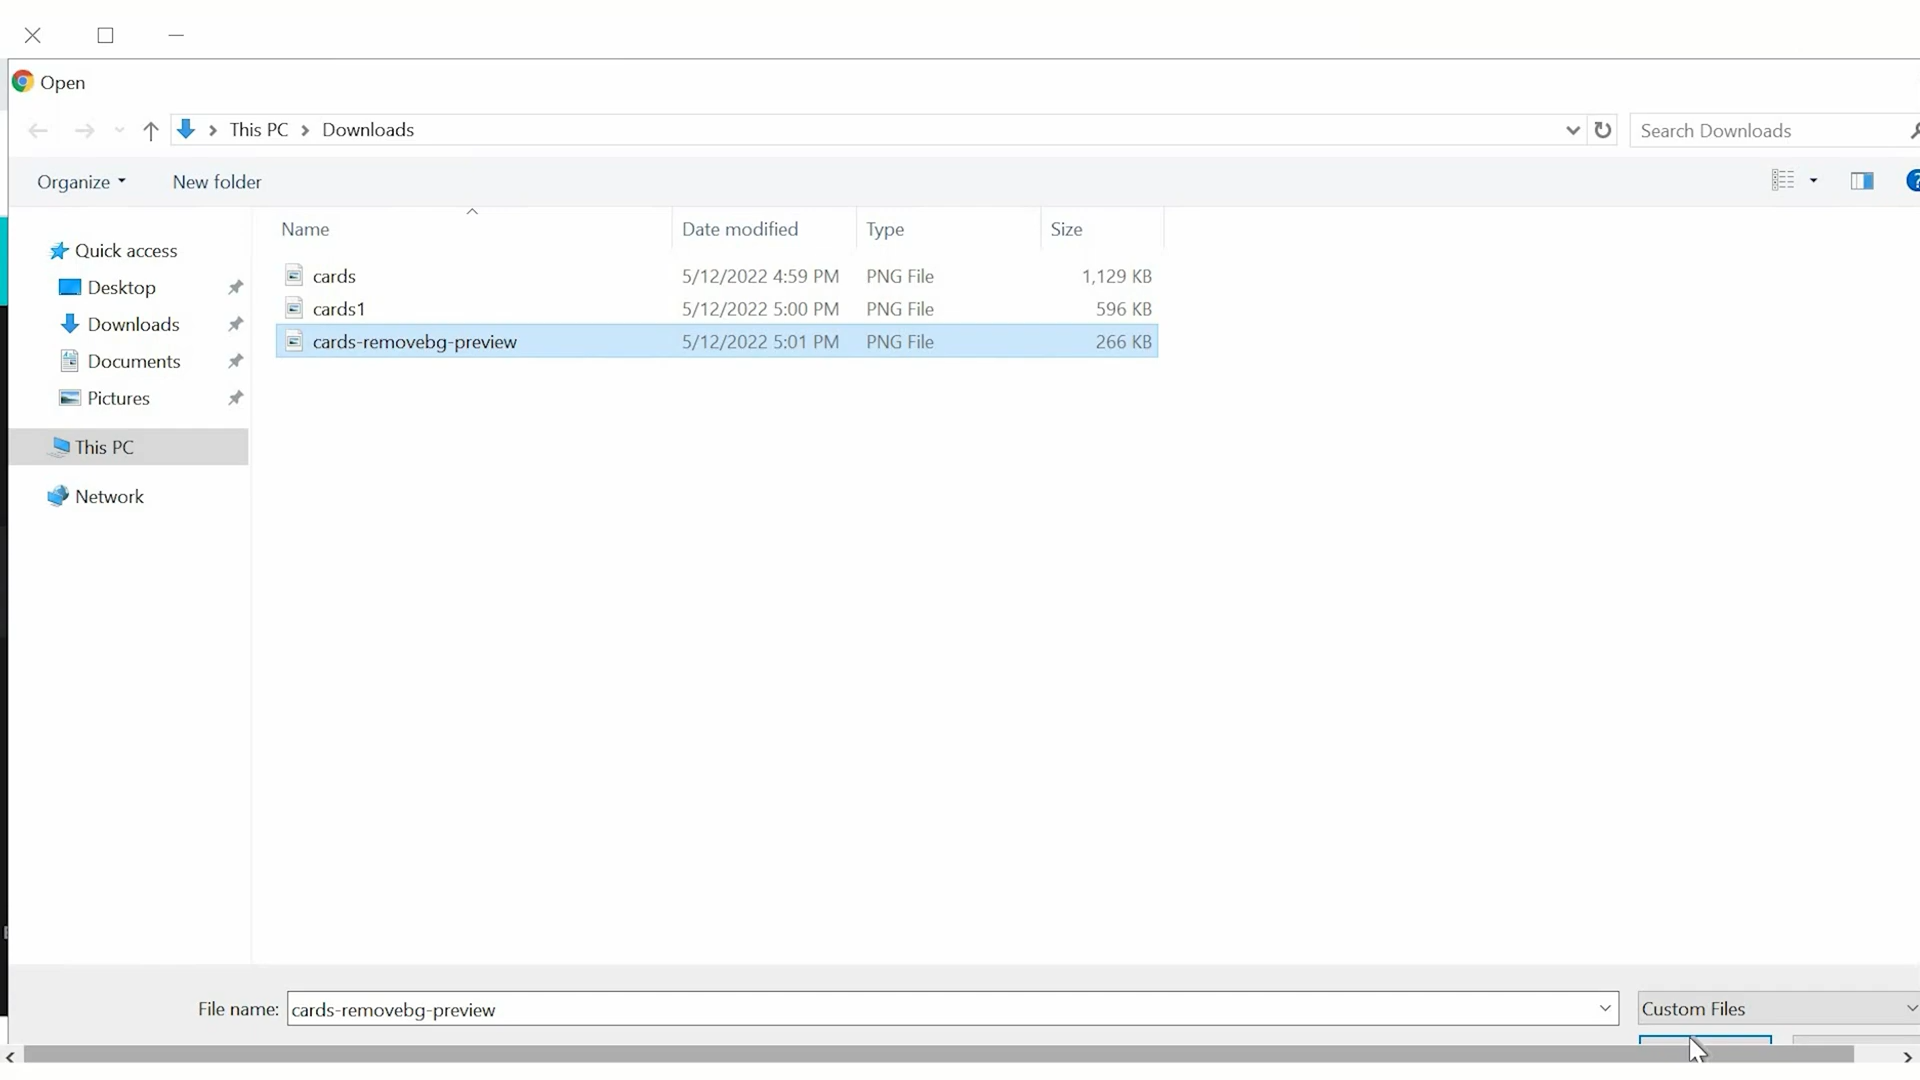 Open
This PC Downloads
Search Downloads
Organize New folder
Name Date modified Type Size
Quick access
Desktop
Downloads
Documents
Pictures
This PC
Network
cards 5/12/2022 4:59 PM PNG File 1,129 KB
cards1 5/12/2022 5:00 PM PNG File 596 KB
cards-removebg-preview 5/12/2022 5:01 PM PNG File 266 KB
File name: cards-removebg-preview Custom Files